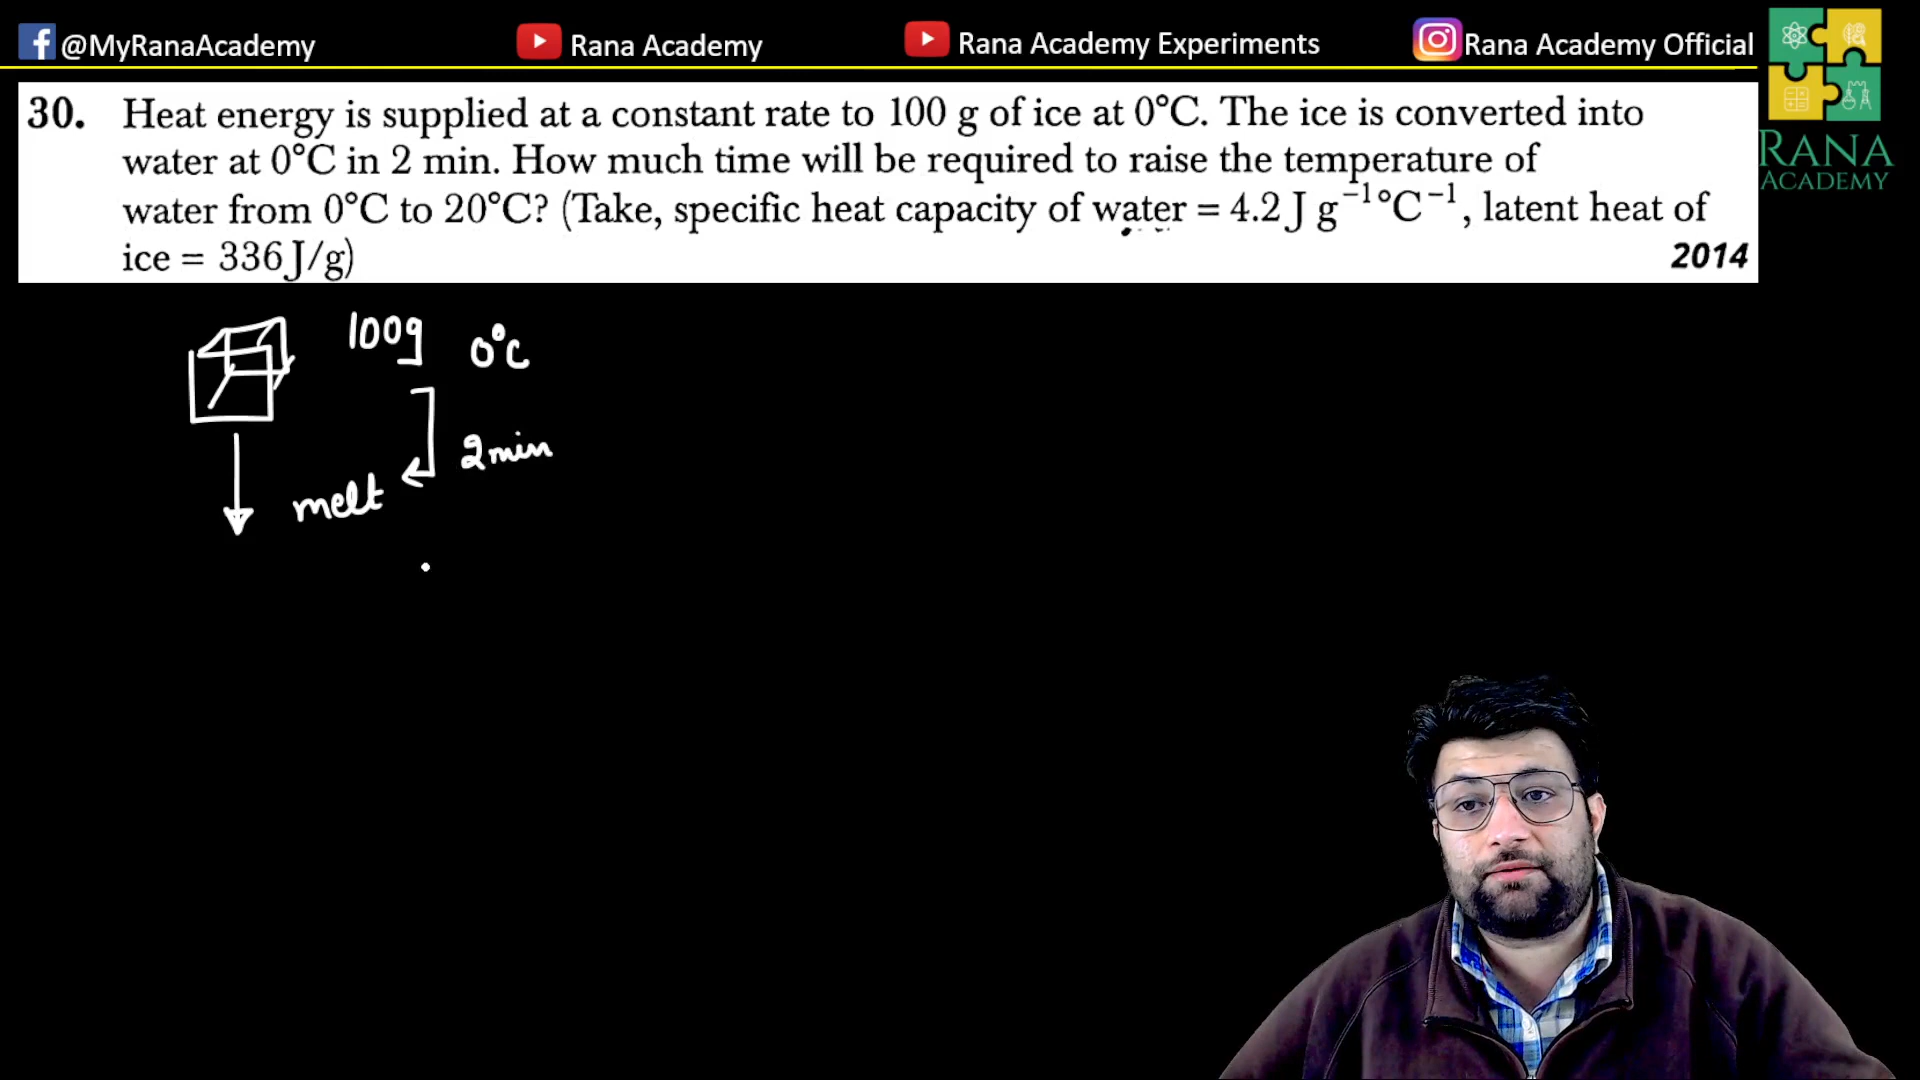 @MyRanaAcademy Rana Academy Rana Academy Experiments Rana Academy Official
RANA
ACADEMY
30. Heat energy is supplied at a constant rate to 100 g of ice at 0°C. The ice is converted into
water at 0°C in 2 min. How much time will be required to raise the temperature of
water from 0°C to 20°C? (Take, specific heat capacity of water = 4.2 J g⁻¹°C⁻¹, latent heat of
ice = 336 J/g) 2014
100g 0°C
2min
melt